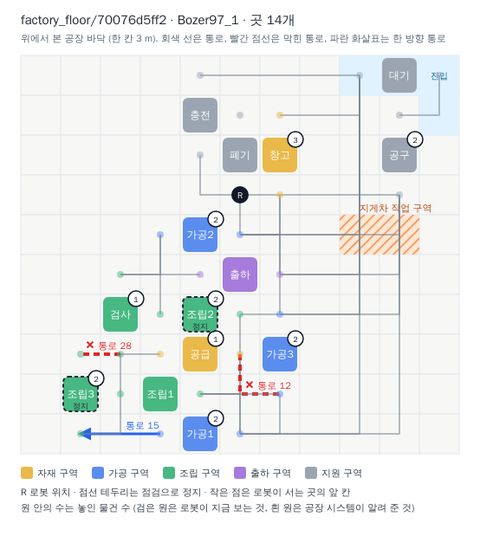 factory_floor/70076d5ff2 · Bozer97_1 · 곳 14개
위에서 본 공장 바닥 (한 칸 3 m). 회색 선은 통로, 빨간 점선은 막힌 통로, 파란 화살표는 한 방향 통로
대기
진입
충전
3
2
폐기
창고
공구
R
지게차 작업 구역
2
가공2
출하
1
2
검사
조립2
정지
1
2
✖ 통로 28
공급
가공3
2
✖ 통로 12
조립3
정지
조립1
2
통로 15
가공1
자재 구역
가공 구역
조립 구역
출하 구역
지원 구역
R 로봇 위치 · 점선 테두리는 점검으로 정지 · 작은 점은 로봇이 서는 곳의 앞 칸
원 안의 수는 놓인 물건 수 (검은 원은 로봇이 지금 보는 것, 흰 원은 공장 시스템이 알려 준 것)